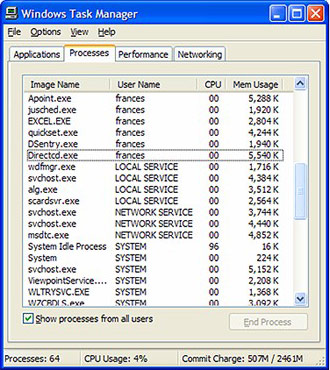 Windows Task Manager
File Options View Help
Applications Processes Performance Networking
Image Name User Name CPU Mem Usage
Apoint.exe frances 00 5,288 K
jusched.exe frances 00 1,920 K
EXCEL.EXE frances 00 2,804 K
quickset.exe frances 00 4,244 K
DSentry.exe frances 00 1,940 K
Directcd.exe frances 00 5,540 K
wdfmgr.exe LOCAL SERVICE 00 1,716 K
svchost.exe LOCAL SERVICE 00 4,384 K
alg.exe LOCAL SERVICE 00 3,512 K
scardsvr.exe LOCAL SERVICE 00 2,564 K
svchost.exe NETWORK SERVICE 00 3,744 K
svchost.exe NETWORK SERVICE 00 4,440 K
msdtc.exe NETWORK SERVICE 00 4,852 K
System Idle Process SYSTEM 96 16 K
System SYSTEM 00 224 K
svchost.exe SYSTEM 00 5,152 K
ViewpointService.... SYSTEM 00 2,208 K
WLTRYSVC.EXE SYSTEM 00 1,368 K
WZCBDLS.EXE SYSTEM 00 3,092 K
Show processes from all users
End Process
Processes: 64 CPU Usage: 4% Commit Charge: 507M / 2461M